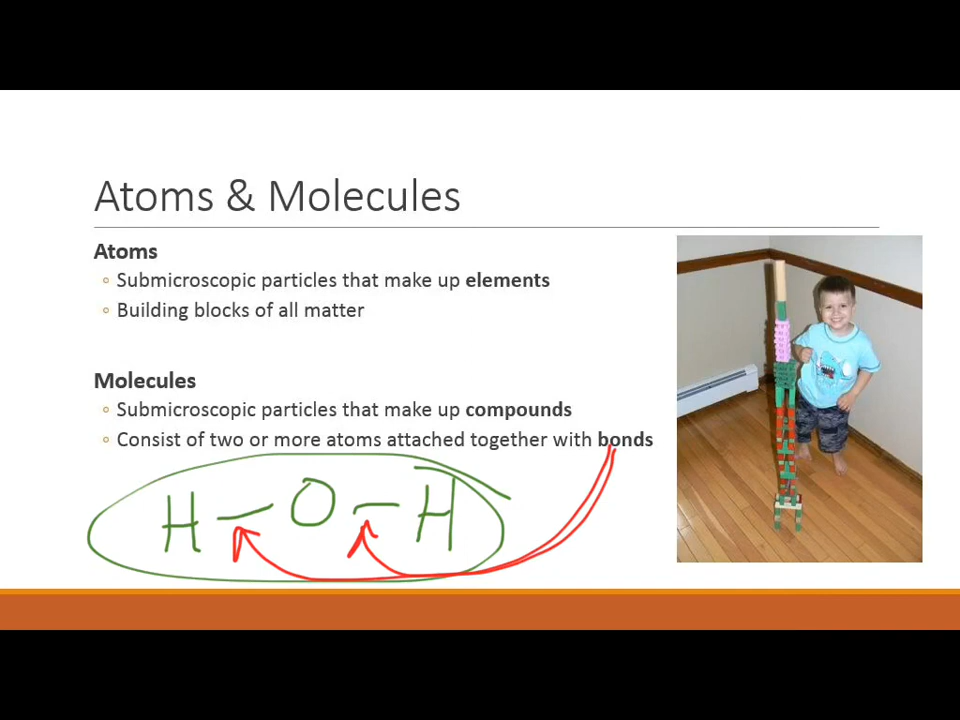 Atoms & Molecules
Atoms
◦ Submicroscopic particles that make up elements
◦ Building blocks of all matter
Molecules
◦ Submicroscopic particles that make up compounds
◦ Consist of two or more atoms attached together with bonds
H — O — H